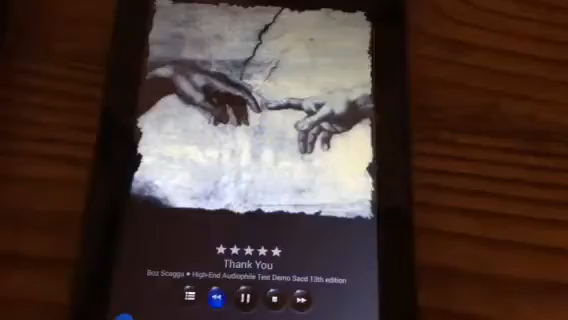 Thank You
Boz Scaggs • High-End Audiophile Test Demo Sacd 13th edition